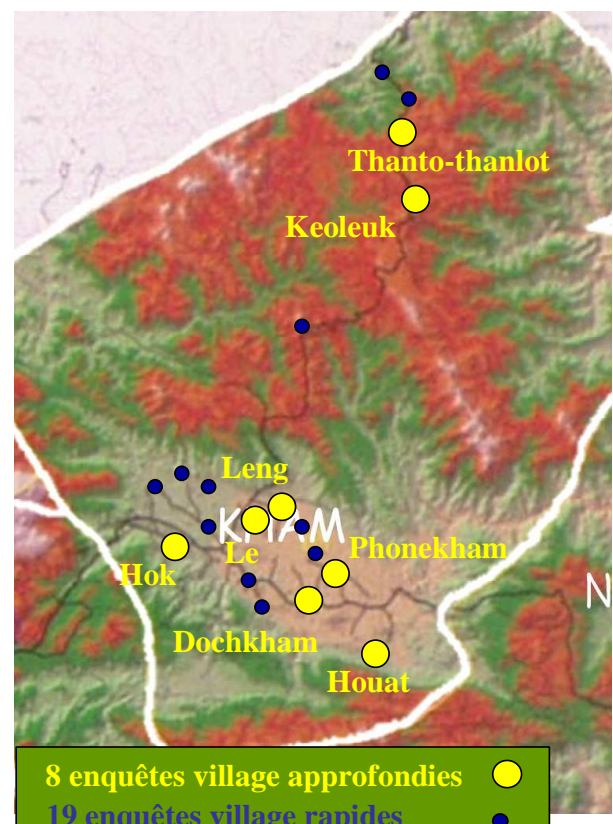 Thanto-thanlot
Keoleuk
Leng
KHAM
Le
Phonekham
Hok
N
Dochkham
Houat
8 enquêtes village approfondies
19 enquêtes village rapides